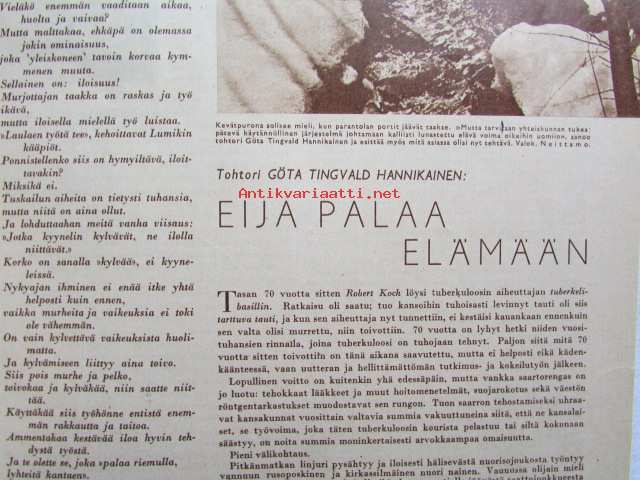 Vieläkö enemmän vaaditaan aikaa,
huolta ja vaivaa?
Mutta malttakaa, ehkäpä on olemassa
jokin ominaisuus,
joka 'yleiskoneen' tavoin korvaa kym-
menen muuta.
Sellainen on: iloisuus!
Murjottajan taakka on raskas ja työ
ikävä,
mutta iloisella mielellä työ luistaa.
»Laulaen työtä tee», kehoittavat Lumikin
kääpiöt.
Ponnistellenko siis on hymyiltävä, iloit-
tavakin?
Miksikä ei.
Tuskailun aiheita on tietysti tuhansia,
mutta niitä on aina ollut.
Ja lohduttaahan meitä vanha viisaus:
»Jotka kyynelin kylvävät, ne ilolla
niittävät.»
Korko on sanalla »kylvää», ei kyyne-
leissä.
Nykyajan ihminen ei enää itke yhtä
helposti kuin ennen,
vaikka murheita ja vaikeuksia ei toki
ole vähemmän.
On vain kylvettävä vaikeuksista huoli-
matta.
Ja kylvämiseen liittyy aina toivo.
Siis pois murhe ja pelko,
toivokaa ja kylväkää, niin saatte niit-
tää.
Käymäkää siis työhönne entistä enem-
män rakkautta ja taitoa.
Ammentakaa kestävää iloa hyvin teh-
dystä työstä.
Ja te olette se, joka »palaa riemulla,
lyhteitä kantaen».
Kevätpurona solisee mieli, kun parantolan portit jäävät taakse. »Mutta tarvitaan yhteiskunnan tukea
pätevä käytännöllinen järjestelmä johtamaan kalliisti lunastettu elävä voima oikeihin uomiin, sanoo
tohtori Göta Tingvald Hannikainen ja esittää myös mitä asiassa olisi nyt tehtävä. Valok. Neittamo.
Tohtori GÖTA TINGVALD HANNIKAINEN:
Antikvariaatti.net
EIJA PALAA
ELÄMÄÄN
Tasan 70 vuotta sitten Robert Koch löysi tuberkuloosin aiheuttajan tuberkeli-
basillin. Ratkaisu oli saatu; tuo kansoihin tuhoisasti levinnyt tauti oli siis
tarttuva tauti, ja kun sen aiheuttaja nyt tunnettiin, ei kestäisi kauankaan ennenkuin
sen valta olisi murrettu, niin toivottiin. 70 vuotta on lyhyt hetki niiden vuosi-
tuhansien rinnalla, joina tuberkuloosi on tuhojaan tehnyt. Paljon siitä mitä 70
vuotta sitten toivottiin on tänä aikana saavutettu, mutta ei helposti eikä käden-
käänteessä, vaan uutteran ja hellittämättömän tutkimus- ja kokeilutyön jälkeen.
Lopullinen voitto on kuitenkin yhä edessäpäin, mutta vankka saartorengas on
jo luotu: tehokkaat lääkkeet ja muut hoitomenetelmät, suojarokotus sekä väestön
röntgentarkastukset muodostavat sen rungon. Tuon saarron tehostamiseksi uhraa-
vat kansakunnat vuosittain valtavia summia vakuuttuneina siitä, että ne kansalai-
set, se työvoima, joka täten tuberkuloosin kourista pelastuu tai siltä kokonaan
säästyy, on noita summia moninkertaisesti arvokkaampaa omaisuutta.
Pieni välikohtaus.
Pitkänmatkan linjuri pysähtyy ja iloisesti hälisevästä nuorisojoukosta työntyy
vaunuun rusoposkinen ja kirkassilmäinen nuori nainen. Vaunussa olijain mieli